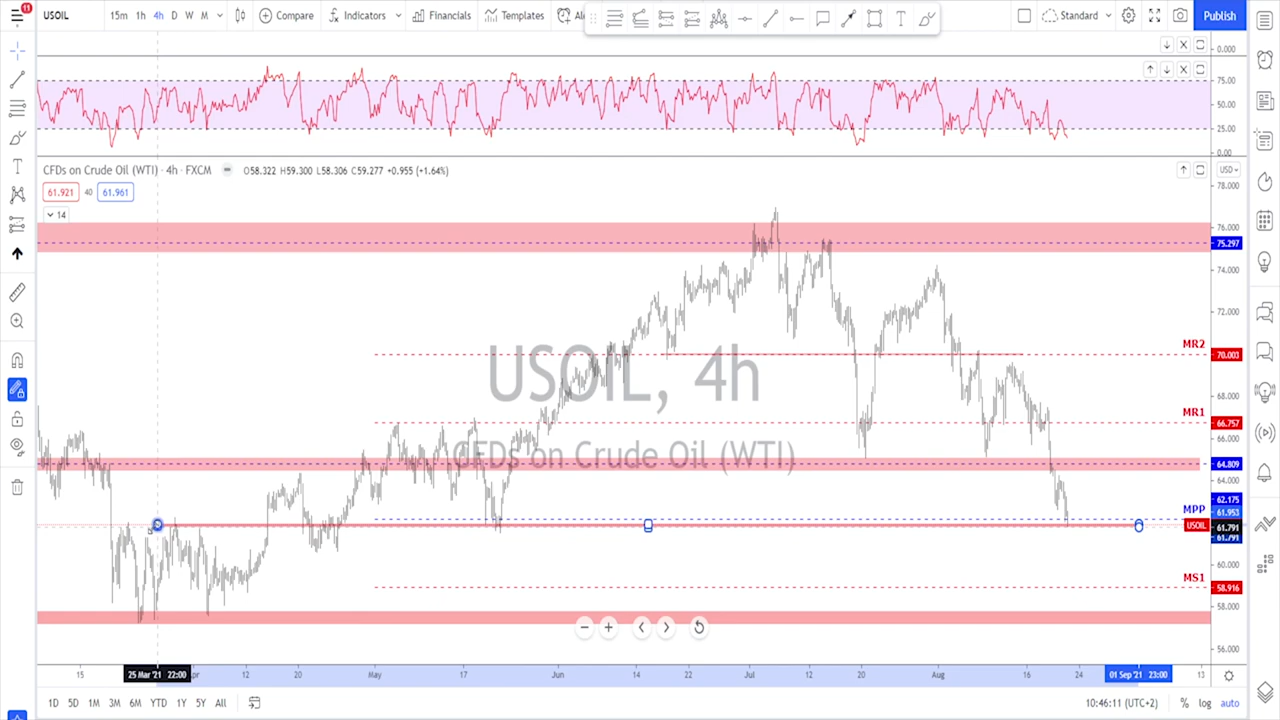 11
USOIL 15m 1h 4h D W M Compare Indicators Financials Templates Al Standard Publish
0.000
75.00
50.00
25.00
0.00
CFDs on Crude Oil (WTI) · 4h · FXCM O58.322 H59.300 L58.306 C59.277 +0.955 (+1.64%) USD
61.921 40 61.961
14
78.000
76.000
75.297
74.000
72.000
MR2 70.003
USOIL, 4h
68.000
MR1 66.757
66.000
CFDs on Crude Oil (WTI)
64.809
64.000
62.175
MPP 61.953
USOIL 61.791
61.791
60.000
MS1 58.916
58.000
56.000
15 25 Mar '21 22:00 pr 12 20 May 17 Jun 14 22 Jul 12 20 Aug 16 24 01 Sep '21 23:00 13
1D 5D 1M 3M 6M YTD 1Y 5Y All 10:46:11 (UTC+2) % log auto